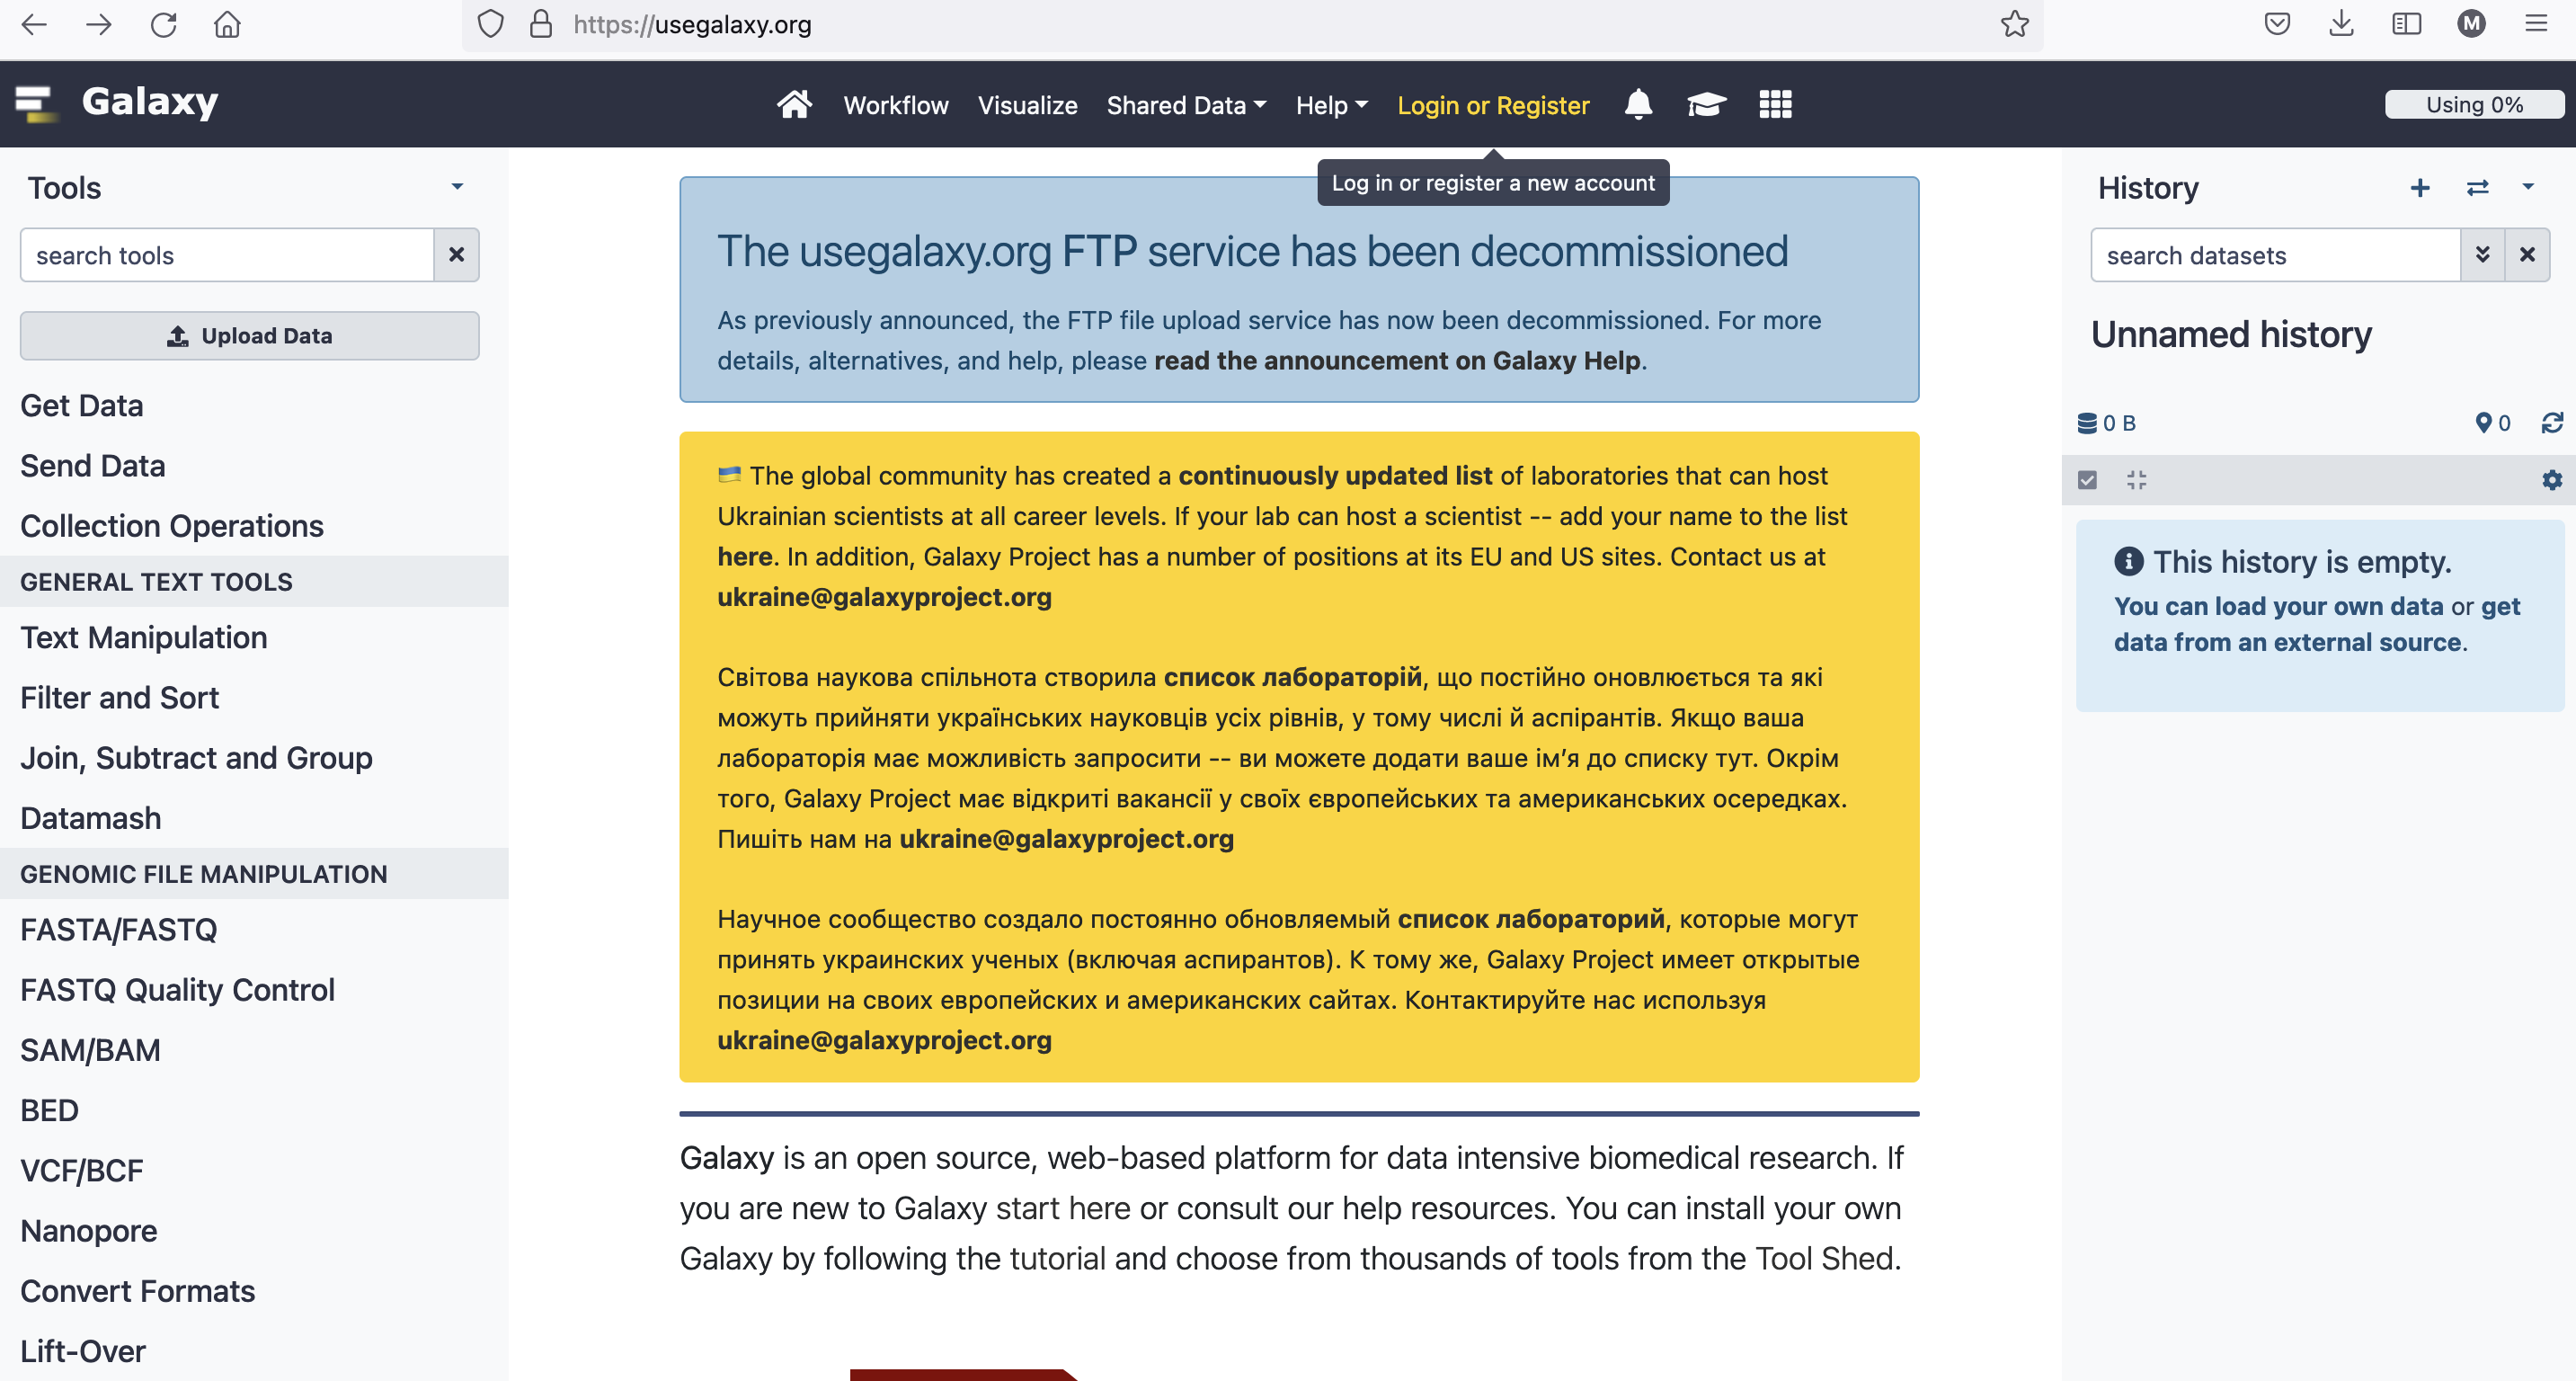 https://usegalaxy.org
M
Galaxy
Workflow Visualize Shared Data Help Login or Register
Using 0%
Log in or register a new account
Tools
search tools
Upload Data
Get Data
Send Data
Collection Operations
GENERAL TEXT TOOLS
Text Manipulation
Filter and Sort
Join, Subtract and Group
Datamash
GENOMIC FILE MANIPULATION
FASTA/FASTQ
FASTQ Quality Control
SAM/BAM
BED
VCF/BCF
Nanopore
Convert Formats
Lift-Over
The usegalaxy.org FTP service has been decommissioned
As previously announced, the FTP file upload service has now been decommissioned. For more
details, alternatives, and help, please read the announcement on Galaxy Help.
The global community has created a continuously updated list of laboratories that can host
Ukrainian scientists at all career levels. If your lab can host a scientist -- add your name to the list
here. In addition, Galaxy Project has a number of positions at its EU and US sites. Contact us at
ukraine@galaxyproject.org
Світова наукова спільнота створила список лабораторій, що постійно оновлюється та які
можуть прийняти українських науковців усіх рівнів, у тому числі й аспірантів. Якщо ваша
лабораторія має можливість запросити -- ви можете додати ваше ім’я до списку тут. Окрім
того, Galaxy Project має відкриті вакансії у своїх європейських та американських осередках.
Пишіть нам на ukraine@galaxyproject.org
Научное сообщество создало постоянно обновляемый список лабораторий, которые могут
принять украинских ученых (включая аспирантов). К тому же, Galaxy Project имеет открытые
позиции на своих европейских и американских сайтах. Контактируйте нас используя
ukraine@galaxyproject.org
Galaxy is an open source, web-based platform for data intensive biomedical research. If
you are new to Galaxy start here or consult our help resources. You can install your own
Galaxy by following the tutorial and choose from thousands of tools from the Tool Shed.
History
search datasets
Unnamed history
0 B
0
This history is empty.
You can load your own data or get
data from an external source.